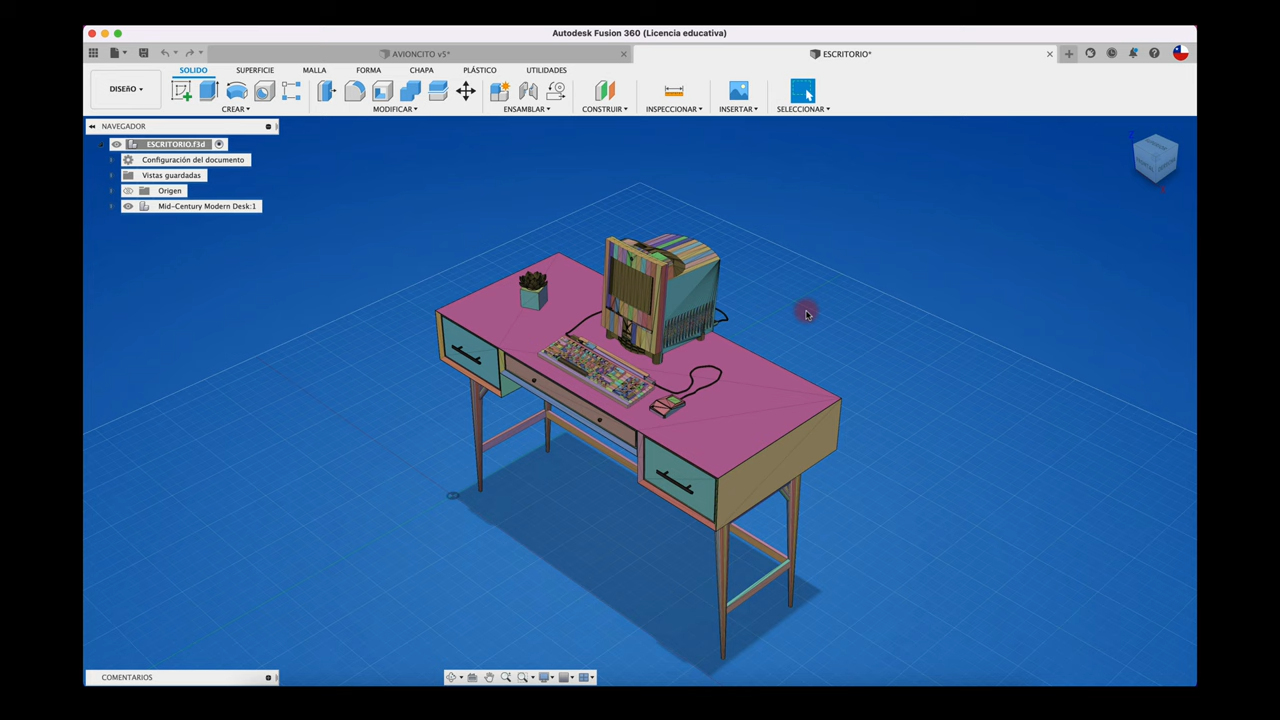 Autodesk Fusion 360 (Licencia educativa)
AVIONCITO v5*
ESCRITORIO*
SOLIDO SUPERFICIE MALLA FORMA CHAPA PLÁSTICO UTILIDADES
DISEÑO
CREAR MODIFICAR ENSAMBLAR CONSTRUIR INSPECCIONAR INSERTAR SELECCIONAR
NAVEGADOR
ESCRITORIO.f3d
Configuración del documento
Vistas guardadas
Origen
Mid-Century Modern Desk:1
COMENTARIOS